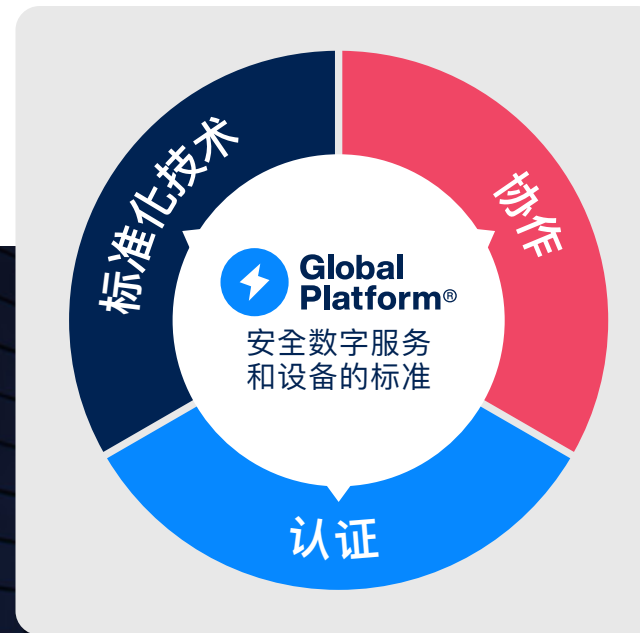 标准化技术
协作
Global
Platform®
安全数字服务
和设备的标准
认证